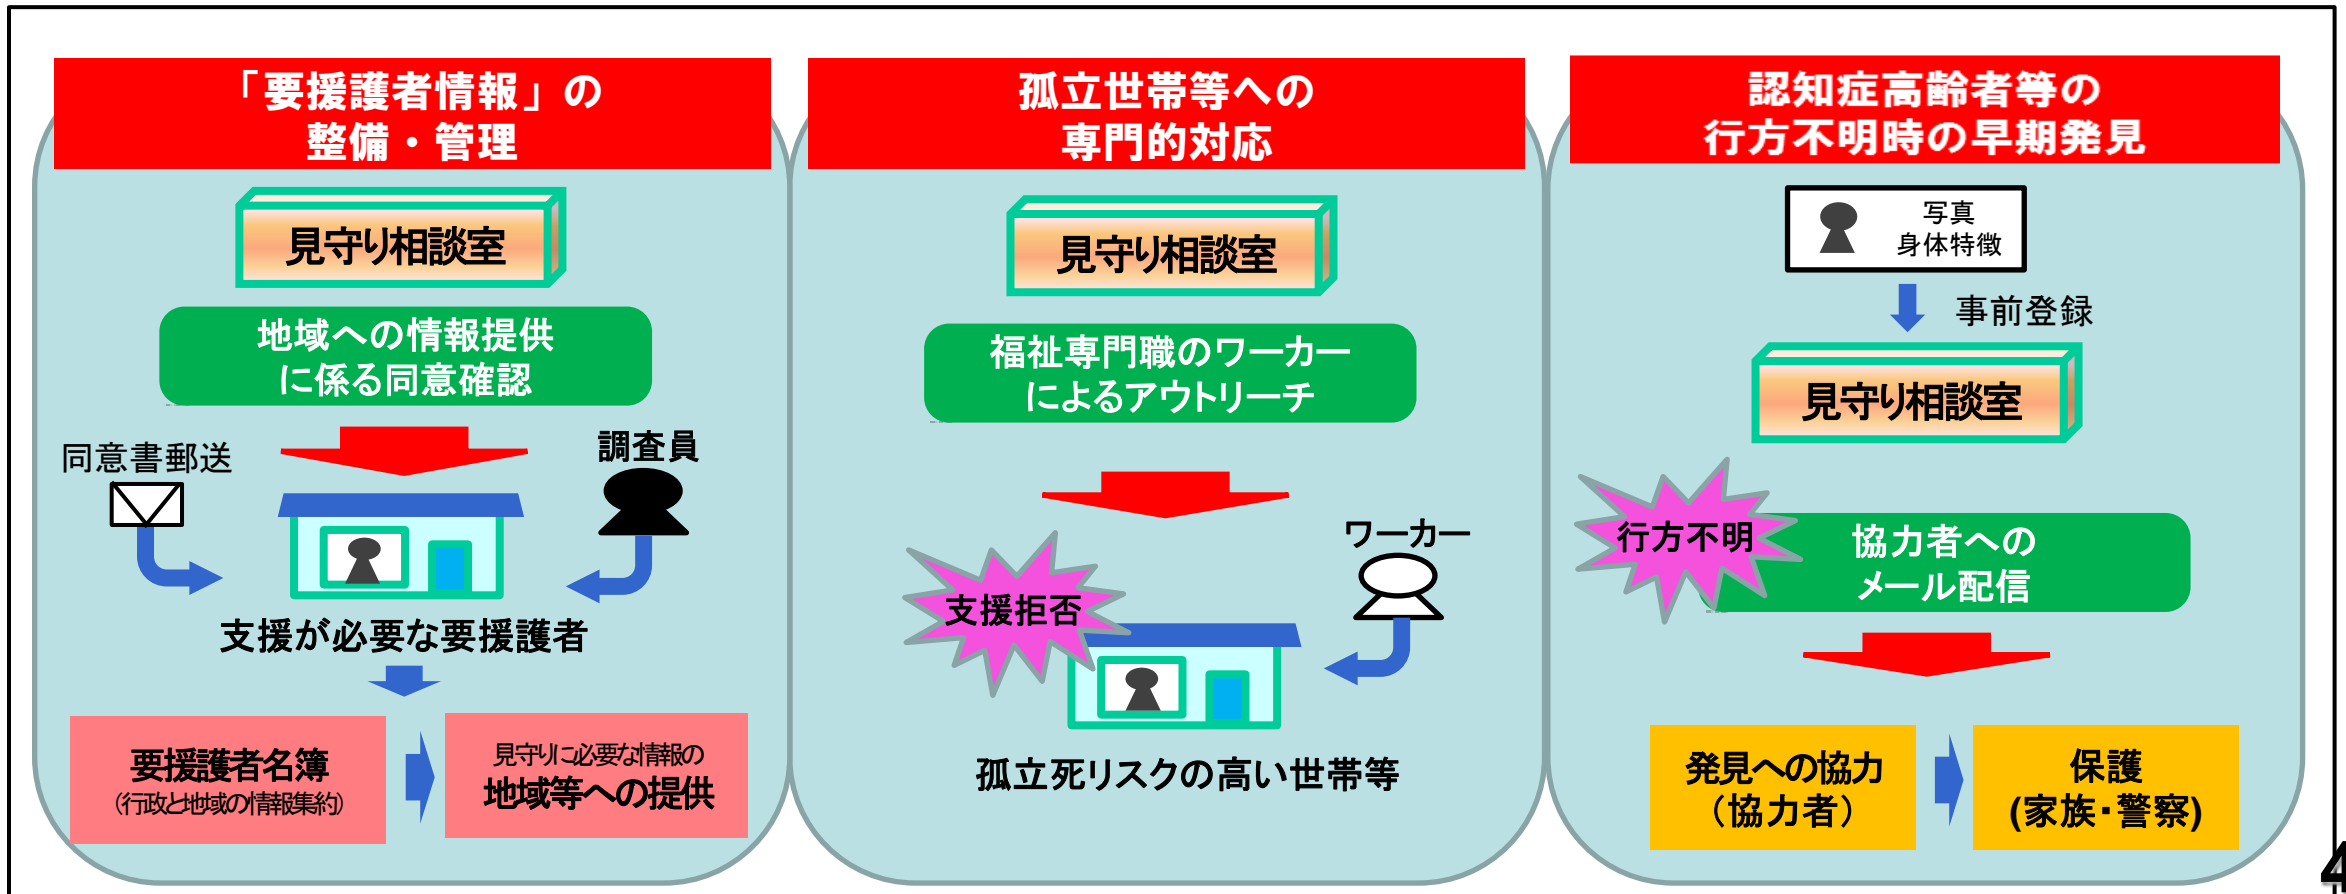 「要援護者情報」の
整備・管理
見守り相談室
地域への情報提供
に係る同意確認
同意書郵送
調査員
支援が必要な要援護者
要援護者名簿
（行政と地域の情報集約）
見守りに必要な情報の
地域等への提供
孤立世帯等への
専門的対応
見守り相談室
福祉専門職のワーカー
によるアウトリーチ
ワーカー
支援拒否
孤立死リスクの高い世帯等
認知症高齢者等の
行方不明時の早期発見
写真
身体特徴
事前登録
見守り相談室
行方不明
協力者への
メール配信
発見への協力
（協力者）
保護
(家族・警察)
4